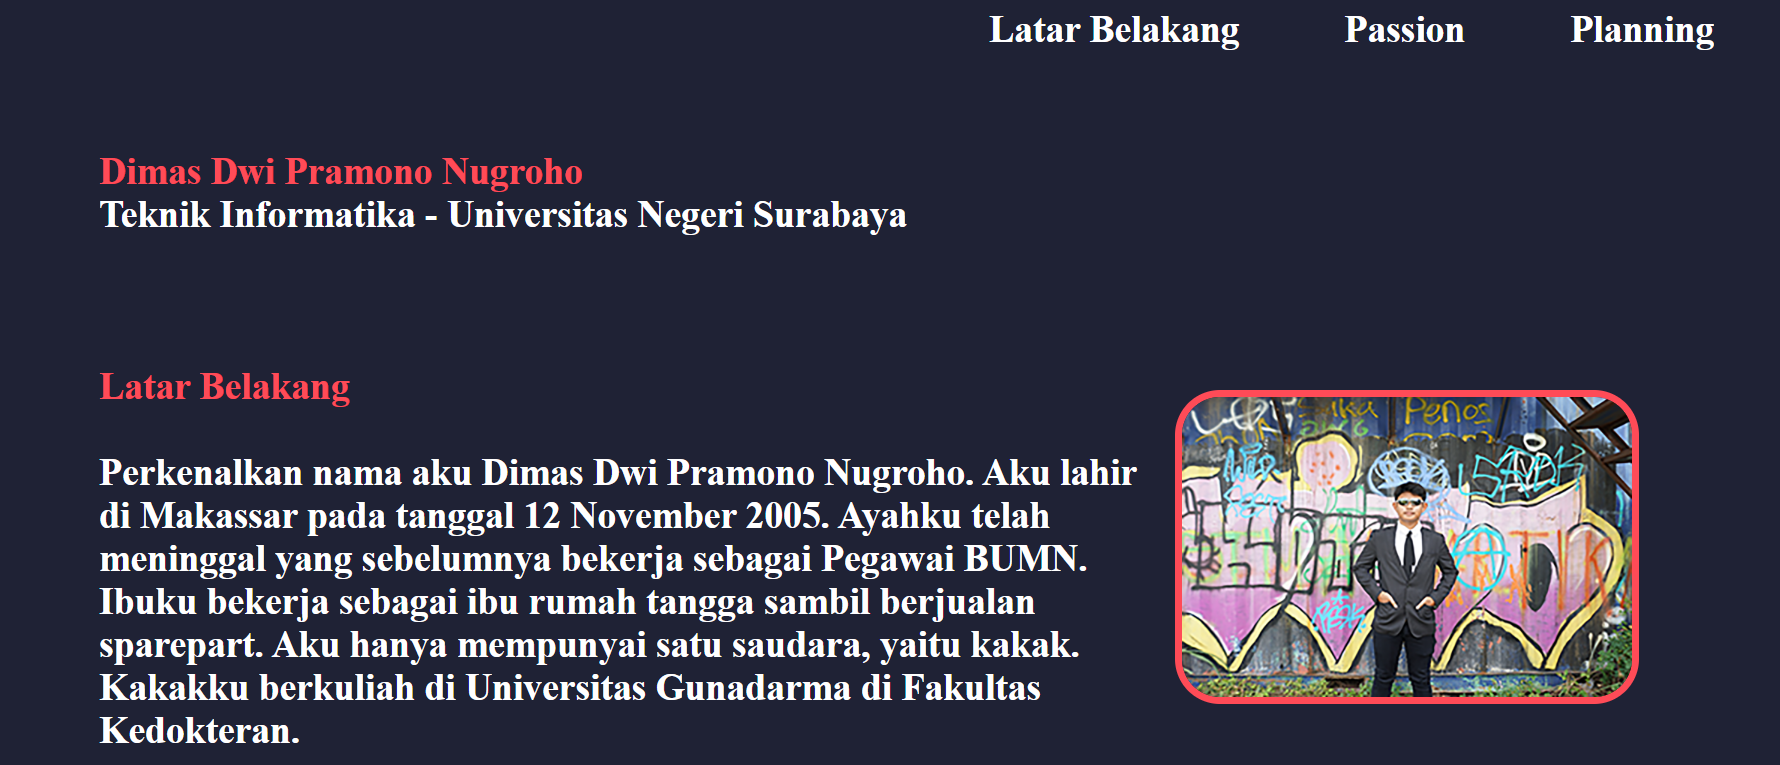 Latar Belakang Passion Planning
Dimas Dwi Pramono Nugroho
Teknik Informatika - Universitas Negeri Surabaya
Latar Belakang
Perkenalkan nama aku Dimas Dwi Pramono Nugroho. Aku lahir
di Makassar pada tanggal 12 November 2005. Ayahku telah
meninggal yang sebelumnya bekerja sebagai Pegawai BUMN.
Ibuku bekerja sebagai ibu rumah tangga sambil berjualan
sparepart. Aku hanya mempunyai satu saudara, yaitu kakak.
Kakakku berkuliah di Universitas Gunadarma di Fakultas
Kedokteran.